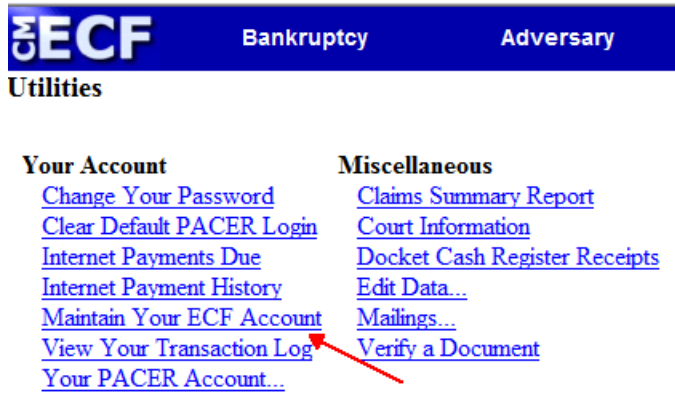 CM ECF Bankruptcy Adversary
Utilities
Your Account
Change Your Password
Clear Default PACER Login
Internet Payments Due
Internet Payment History
Maintain Your ECF Account
View Your Transaction Log
Your PACER Account...
Miscellaneous
Claims Summary Report
Court Information
Docket Cash Register Receipts
Edit Data...
Mailings...
Verify a Document